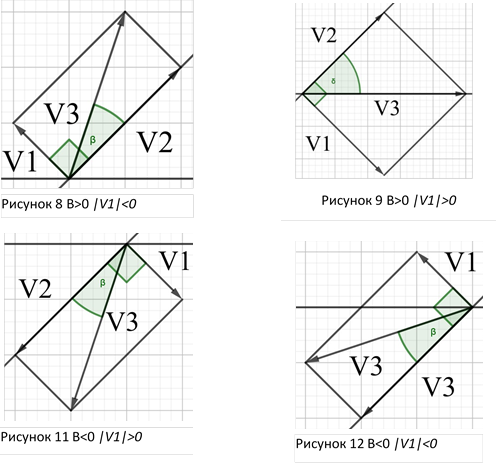 V3
V1
β
V2
Рисунок 8 B>0 |V1|<0
V2
δ
V3
V1
Рисунок 9 B>0 |V1|>0
V1
V2
β
V3
Рисунок 11 B<0 |V1|>0
V1
β
V3
V3
Рисунок 12 B<0 |V1|<0